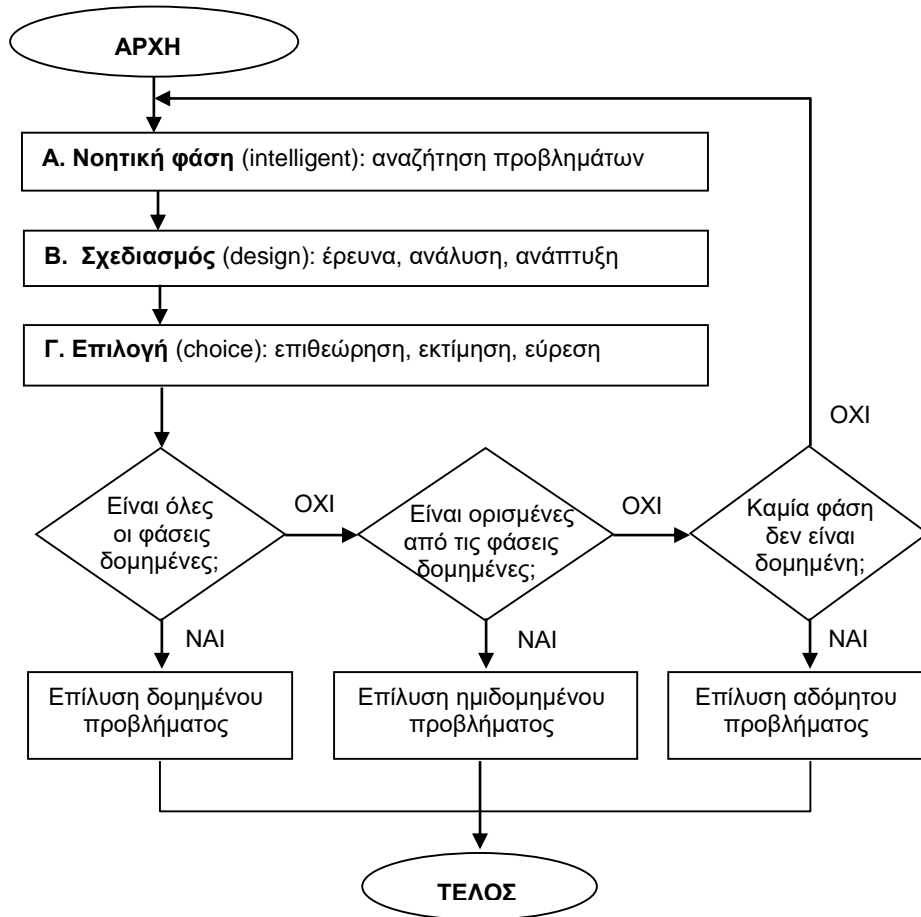 ΑΡΧΗ
Α. Νοητική φάση (intelligent): αναζήτηση προβλημάτων
Β. Σχεδιασμός (design): έρευνα, ανάλυση, ανάπτυξη
Γ. Επιλογή (choice): επιθεώρηση, εκτίμηση, εύρεση
ΟΧΙ
Είναι όλες
οι φάσεις
δομημένες;
ΟΧΙ
Είναι ορισμένες
από τις φάσεις
δομημένες;
ΟΧΙ
Καμία φάση
δεν είναι
δομημένη;
ΝΑΙ
ΝΑΙ
ΝΑΙ
Επίλυση δομημένου
προβλήματος
Επίλυση ημιδομημένου
προβλήματος
Επίλυση αδόμητου
προβλήματος
ΤΕΛΟΣ